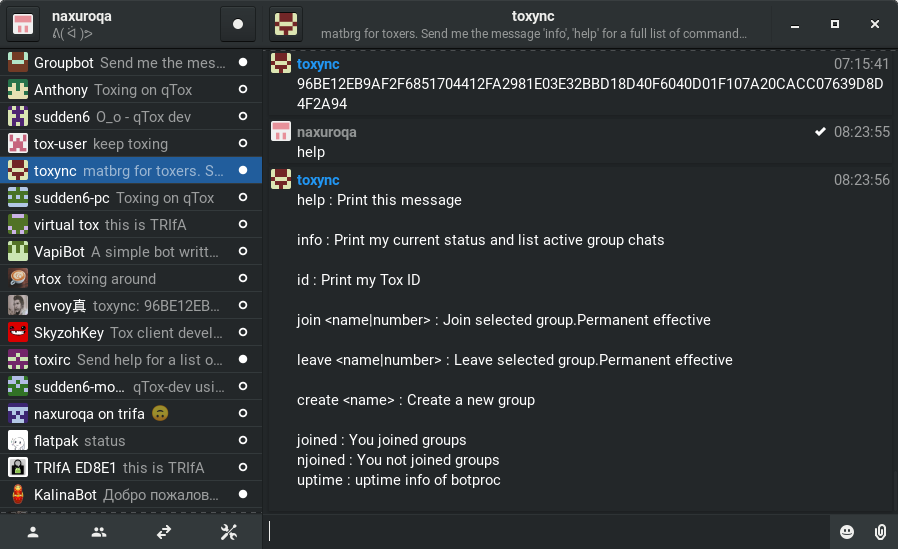 naxuroqa
toxync
matbrg for toxers. Send me the message 'info', 'help' for a full list of command...
Groupbot Send me the mes...
Anthony Toxing on qTox
sudden6 O_o - qTox dev
tox-user keep toxing
toxync matbrg for toxers. S...
sudden6-pc Toxing on qTox
virtual tox this is TRIfA
VapiBot A simple bot writt...
vtox toxing around
envoy真 toxync: 96BE12EB...
SkyzohKey Tox client devel...
toxirc Send help for a list o...
sudden6-mo... qTox-dev usi...
naxuroqa on trifa 🙃
flatpak status
TRIfA ED8E1 this is TRIfA
KalinaBot Добро пожалов...
toxync 07:15:41
96BE12EB9AF2F6851704412FA2981E03E32BBD18D40F6040D01F107A20CACC07639D8D
4F2A94
naxuroqa 08:23:55
help
toxync 08:23:56
help : Print this message
info : Print my current status and list active group chats
id : Print my Tox ID
join <name|number> : Join selected group.Permanent effective
leave <name|number> : Leave selected group.Permanent effective
create <name> : Create a new group
joined : You joined groups
njoined : You not joined groups
uptime : uptime info of botproc